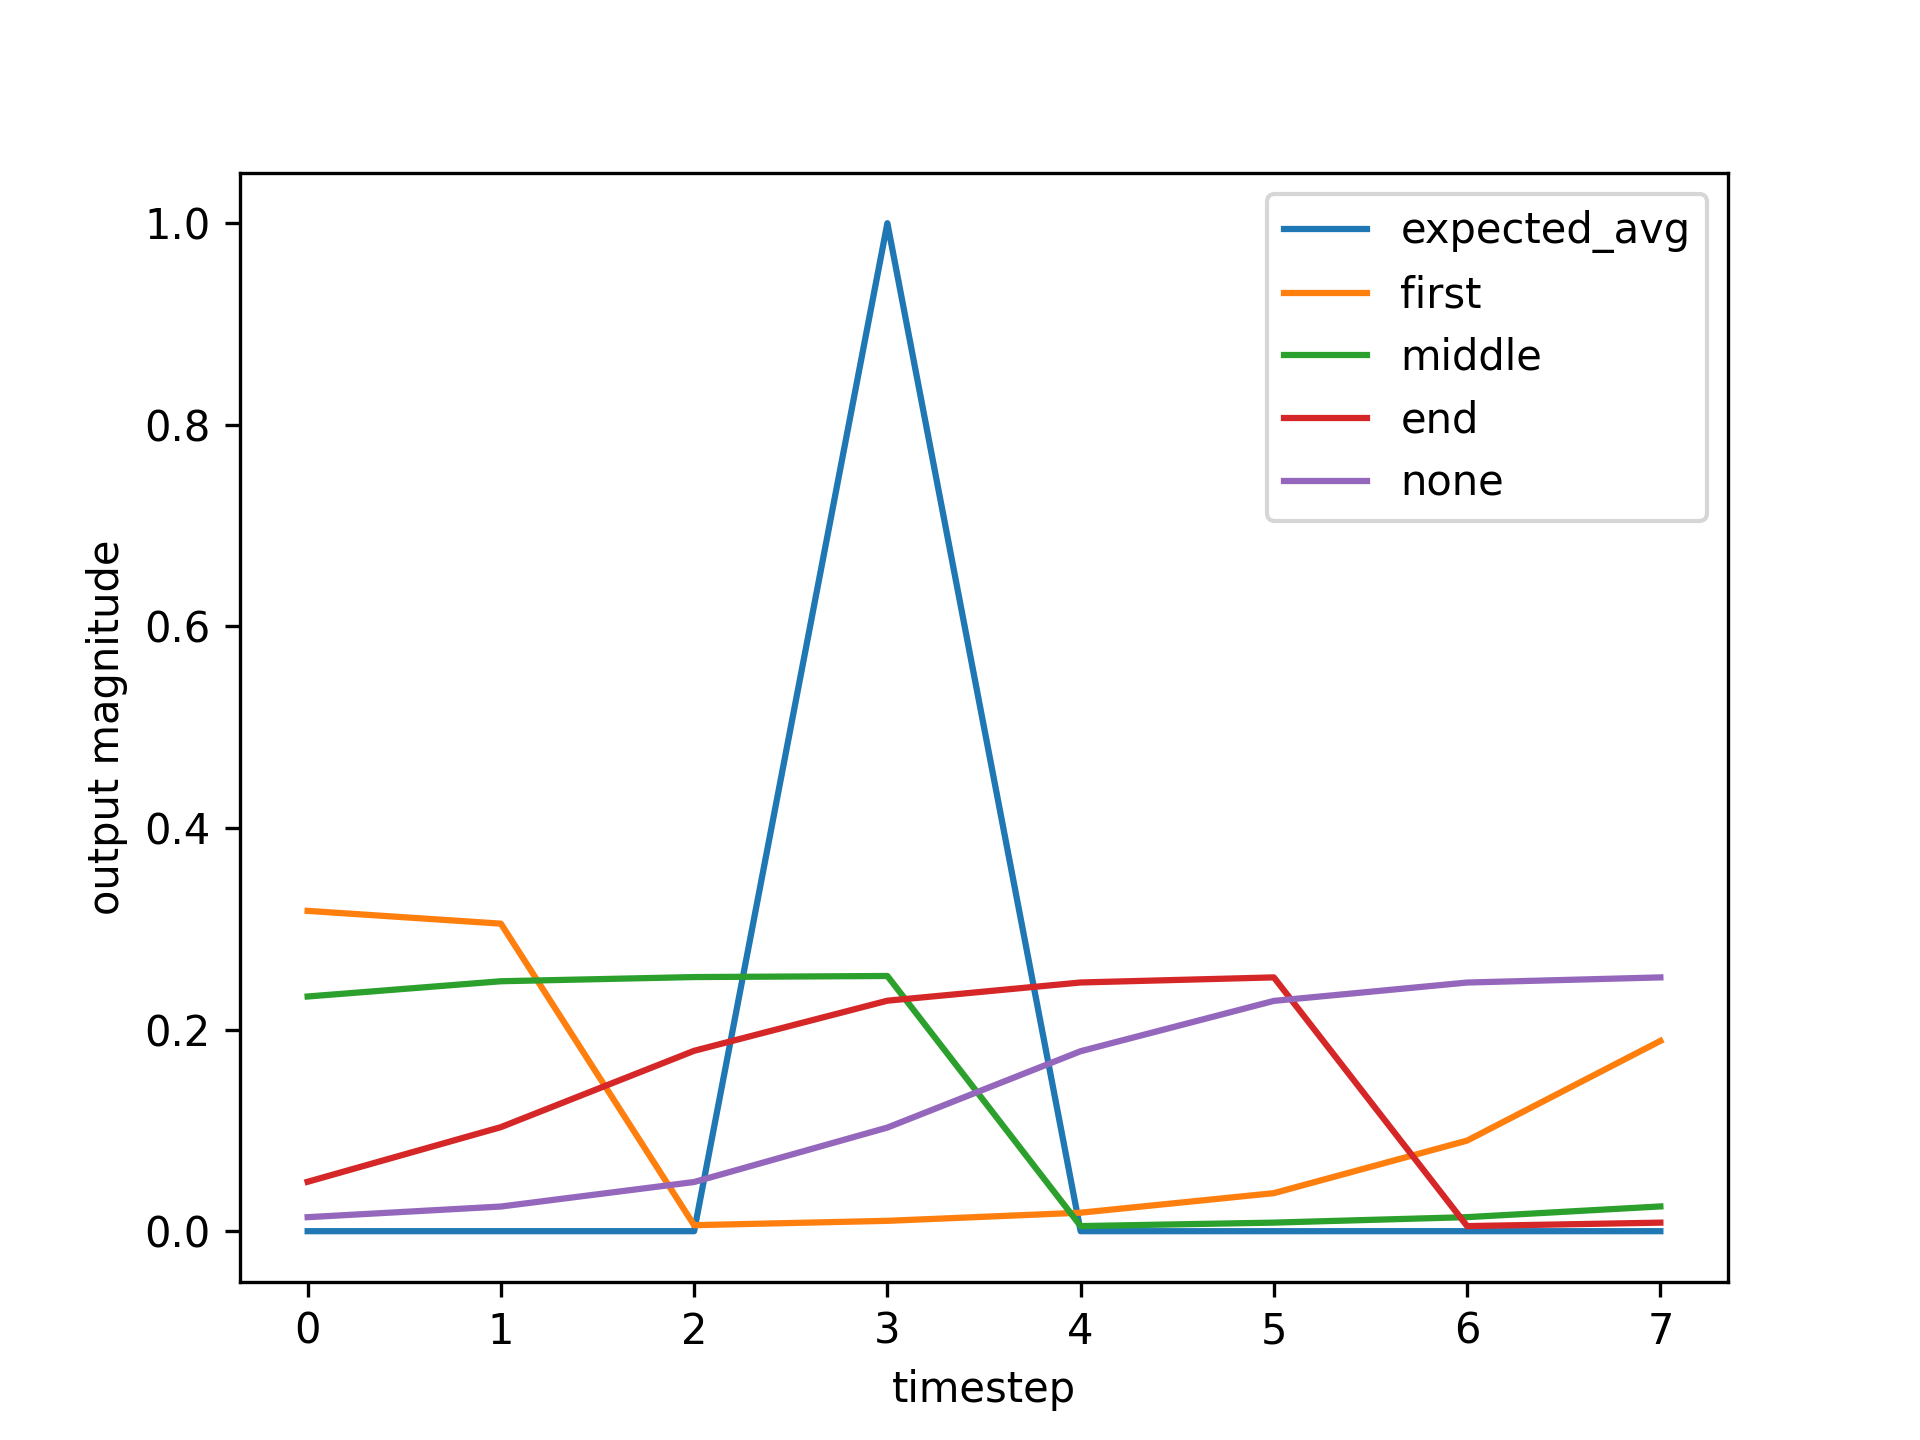 expected_avg
first
middle
end
none
output magnitude
1.0
0.8
0.6
0.4
0.2
0.0
0 1 2 3 4 5 6 7
timestep